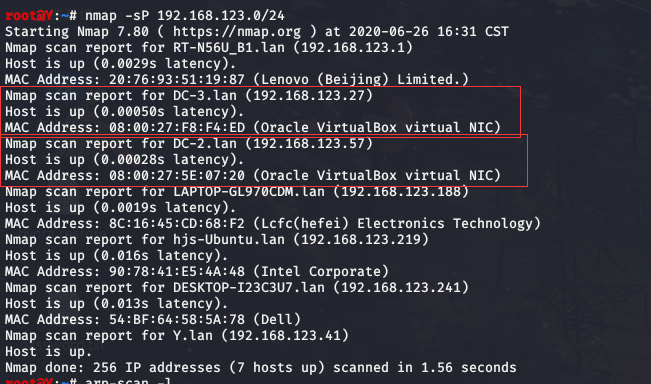 root@Y:~# nmap -sP 192.168.123.0/24
Starting Nmap 7.80 ( https://nmap.org ) at 2020-06-26 16:31 CST
Nmap scan report for RT-N56U_B1.lan (192.168.123.1)
Host is up (0.0029s latency).
MAC Address: 20:76:93:51:19:87 (Lenovo (Beijing) Limited.)
Nmap scan report for DC-3.lan (192.168.123.27)
Host is up (0.00050s latency).
MAC Address: 08:00:27:F8:F4:ED (Oracle VirtualBox virtual NIC)
Nmap scan report for DC-2.lan (192.168.123.57)
Host is up (0.00028s latency).
MAC Address: 08:00:27:5E:07:20 (Oracle VirtualBox virtual NIC)
Nmap scan report for LAPTOP-GL970CDM.lan (192.168.123.188)
Host is up (0.0019s latency).
MAC Address: 8C:16:45:CD:68:F2 (Lcfc(hefei) Electronics Technology)
Nmap scan report for hjs-Ubuntu.lan (192.168.123.219)
Host is up (0.016s latency).
MAC Address: 90:78:41:E5:4A:48 (Intel Corporate)
Nmap scan report for DESKTOP-I23C3U7.lan (192.168.123.241)
Host is up (0.013s latency).
MAC Address: 54:BF:64:58:5A:78 (Dell)
Nmap scan report for Y.lan (192.168.123.41)
Host is up.
Nmap done: 256 IP addresses (7 hosts up) scanned in 1.56 seconds
root@Y:~# arp-scan -l